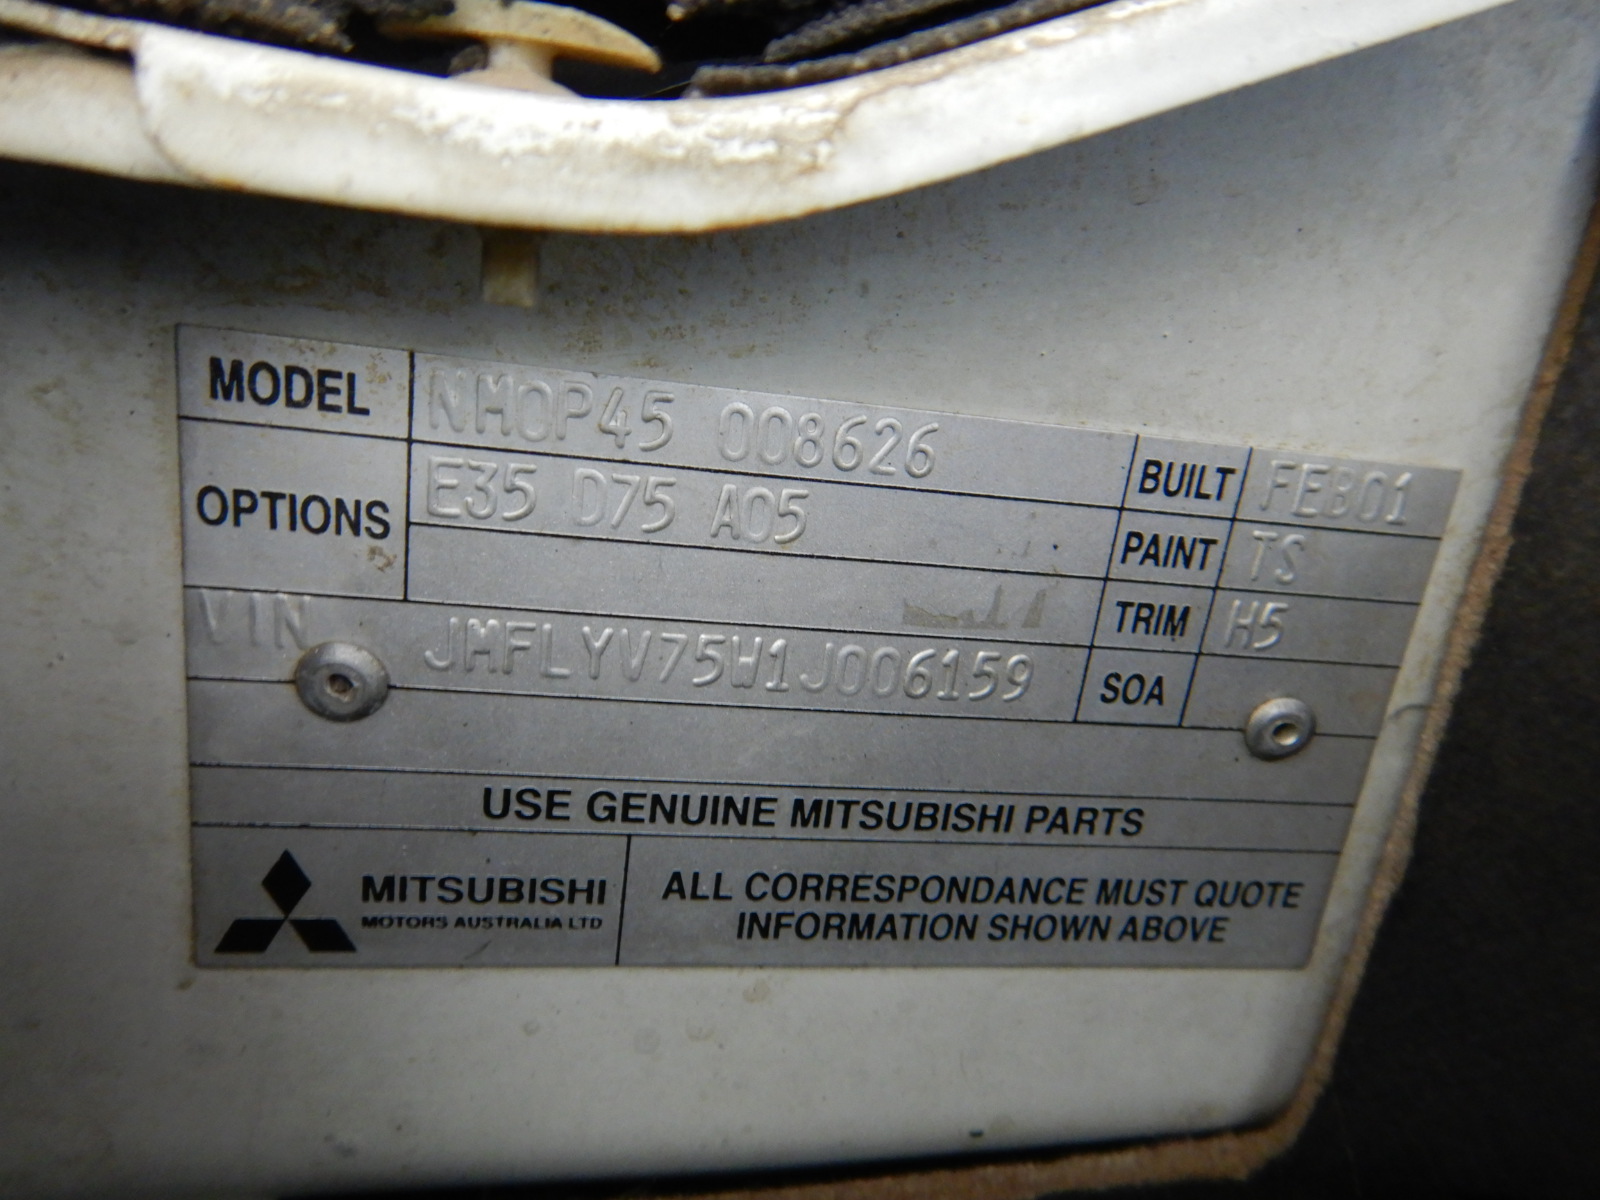 MODEL NM0P45 008626
OPTIONS E35 D75 A05
BUILT FEB01
PAINT TS
TRIM H5
SOA
VIN JMFLYV75W1J006159
USE GENUINE MITSUBISHI PARTS
MITSUBISHI
MOTORS AUSTRALIA LTD
ALL CORRESPONDANCE MUST QUOTE
INFORMATION SHOWN ABOVE